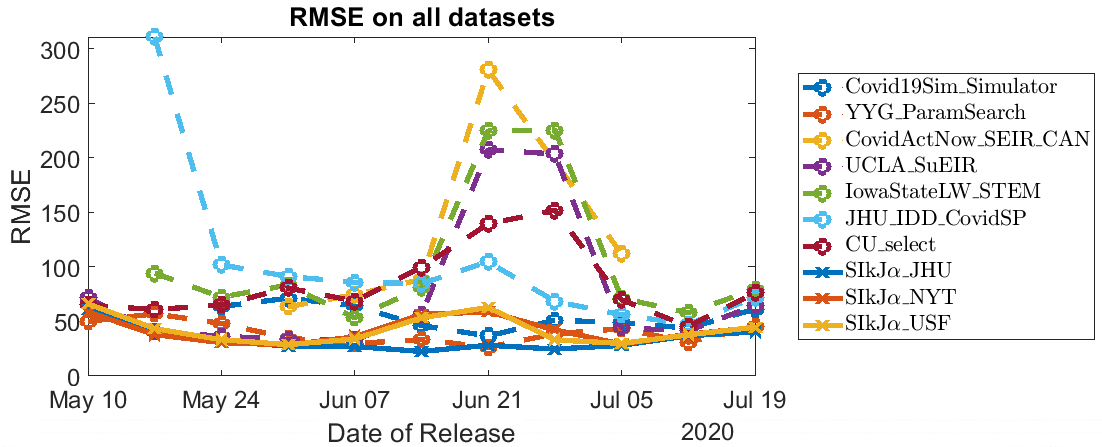 RMSE on all datasets
RMSE
300
250
200
150
100
50
0
May 10
May 24
Jun 07
Jun 21
Jul 05
Jul 19
Date of Release
2020
Covid19Sim_Simulator
YYG_ParamSearch
CovidActNow_SEIR_CAN
UCLA_SuEIR
IowaStateLW_STEM
JHU_IDD_CovidSP
CU_select
SIkJα_JHU
SIkJα_NYT
SIkJα_USF